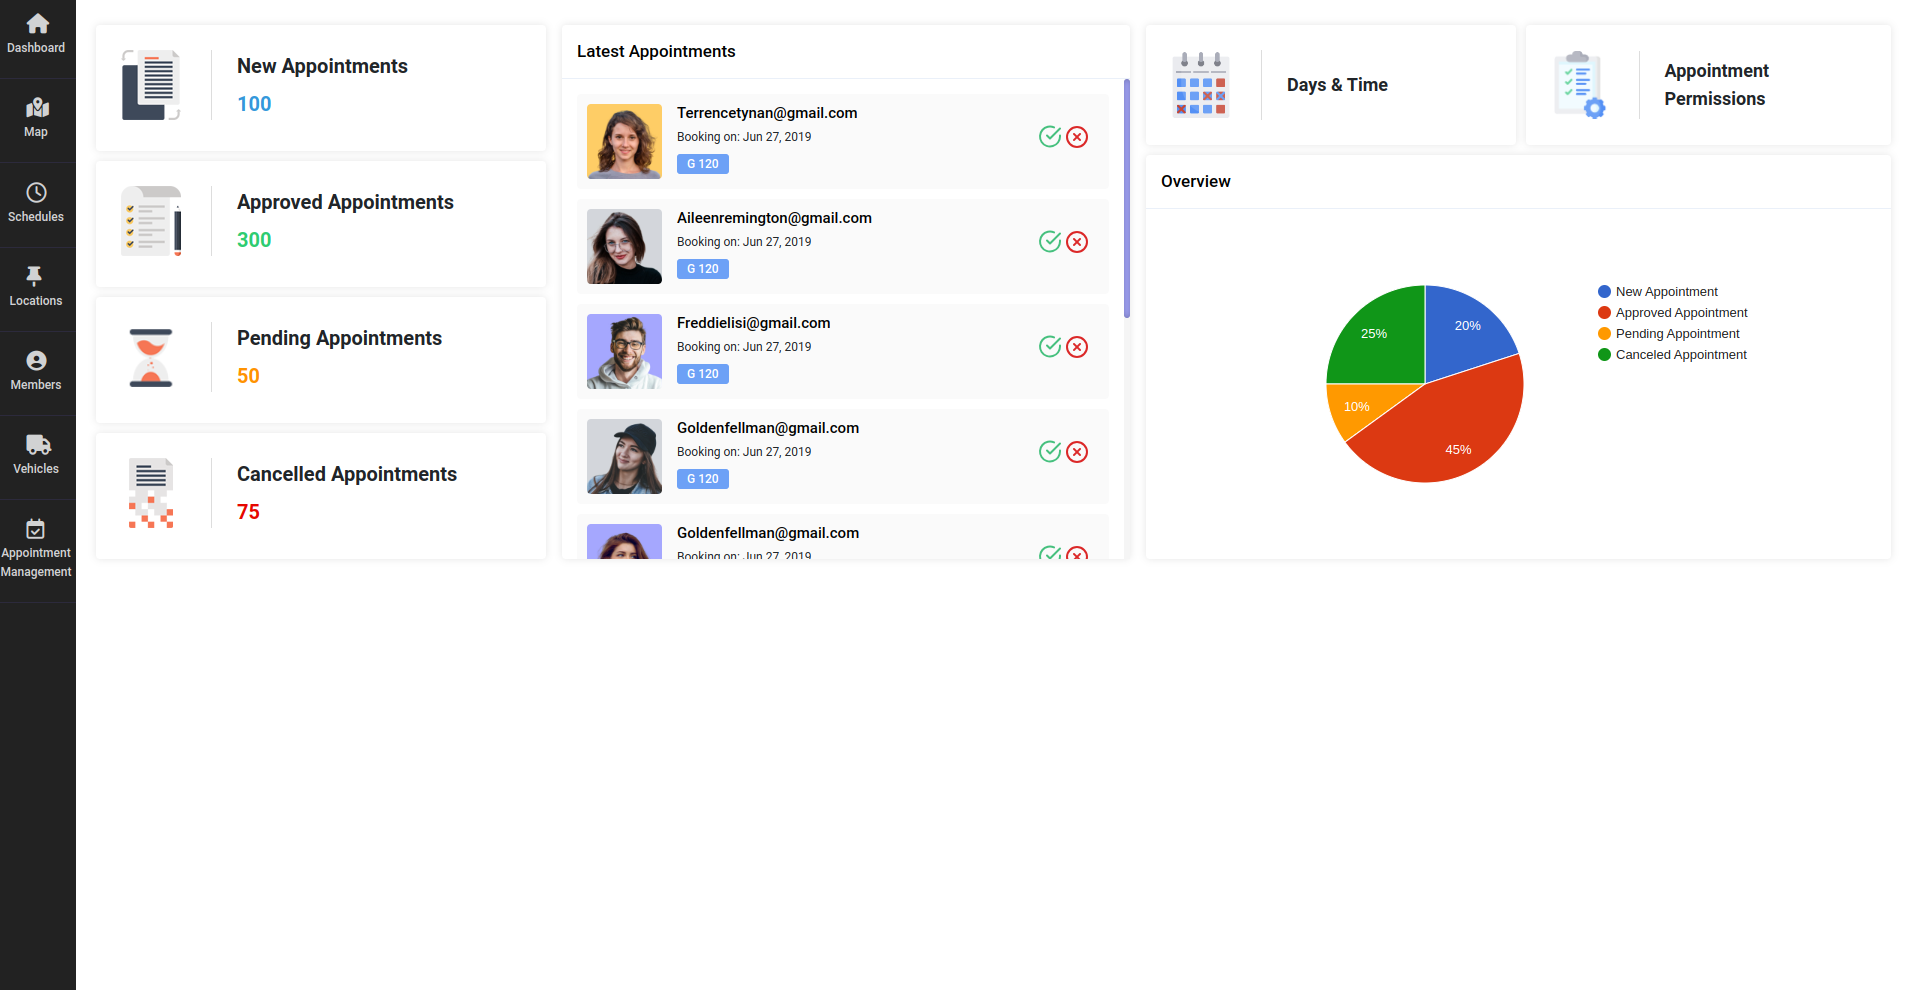 Dashboard
Map
Schedules
Locations
Members
Vehicles
Appointment
Management
New Appointments
100
Approved Appointments
300
Pending Appointments
50
Cancelled Appointments
75
Latest Appointments
Terrencetynan@gmail.com
Booking on: Jun 27, 2019
G 120
Aileenremington@gmail.com
Booking on: Jun 27, 2019
G 120
Freddielisi@gmail.com
Booking on: Jun 27, 2019
G 120
Goldenfellman@gmail.com
Booking on: Jun 27, 2019
G 120
Goldenfellman@gmail.com
Booking on: Jun 27, 2019
Days & Time
Appointment
Permissions
Overview
20%
45%
10%
25%
New Appointment
Approved Appointment
Pending Appointment
Canceled Appointment